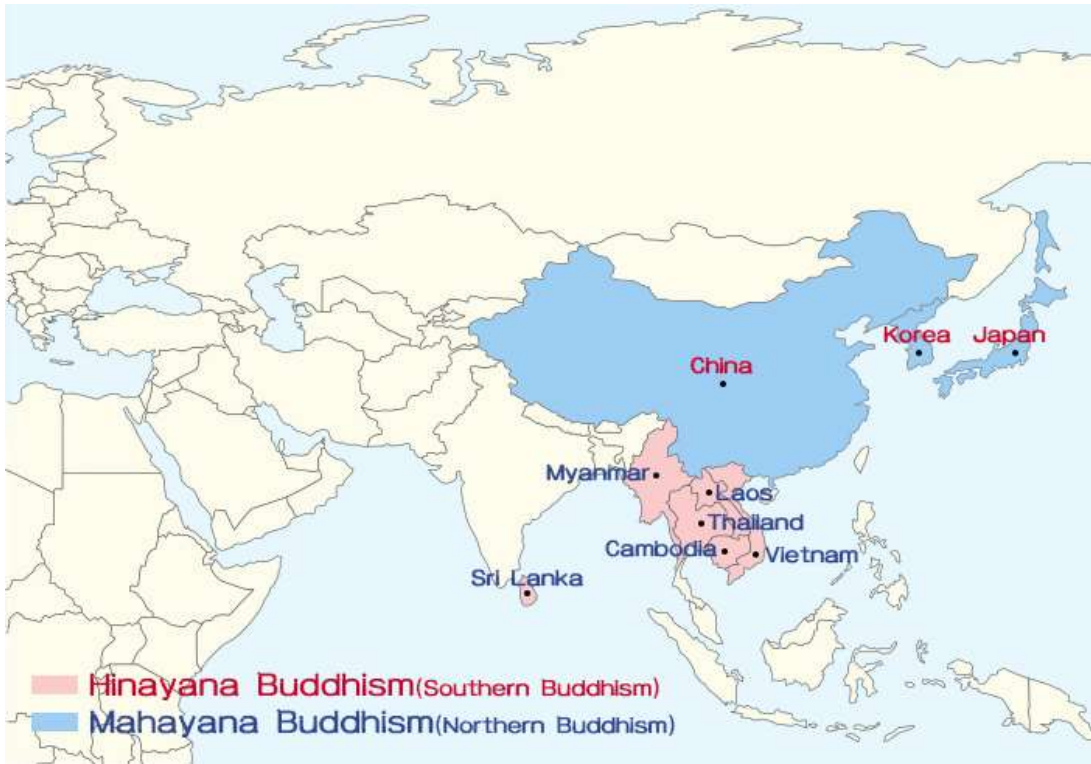 Korea Japan
China
Myanmar
Laos
Thailand
Cambodia
Vietnam
Sri Lanka
Hinayana Buddhism(Southern Buddhism)
Mahayana Buddhism(Northern Buddhism)